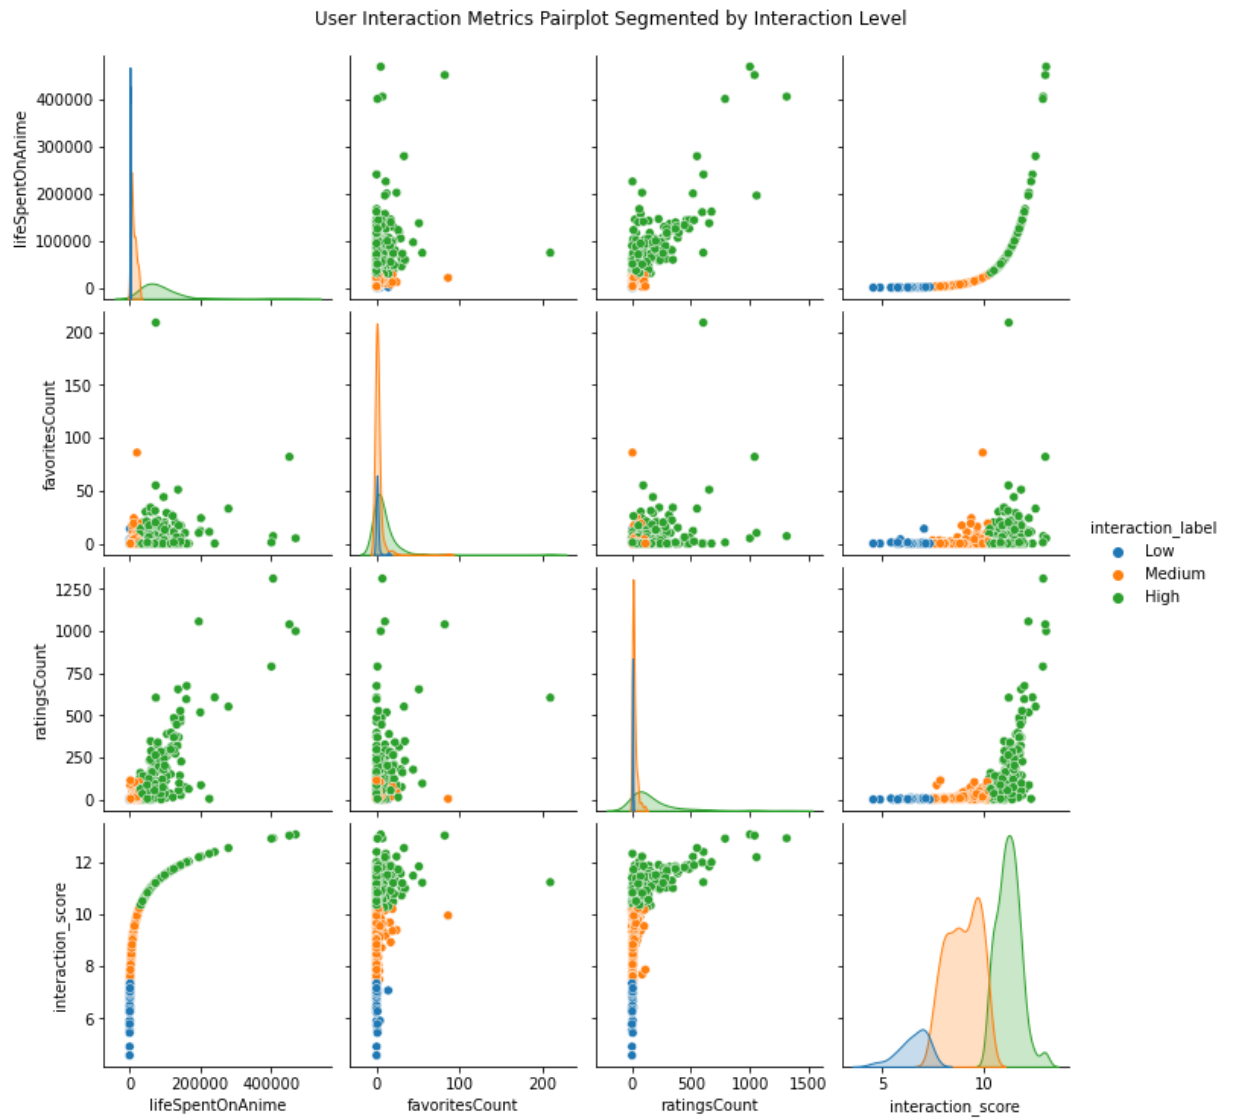 User Interaction Metrics Pairplot Segmented by Interaction Level
lifeSpentOnAnime
400000
300000
200000
100000
0
favoritesCount
200
150
100
50
0
interaction_label
Low
Medium
High
ratingsCount
1250
1000
750
500
250
0
interaction_score
12
10
8
6
0 200000 400000
0 100 200
0 500 1000 1500
5 10
lifeSpentOnAnime
favoritesCount
ratingsCount
interaction_score